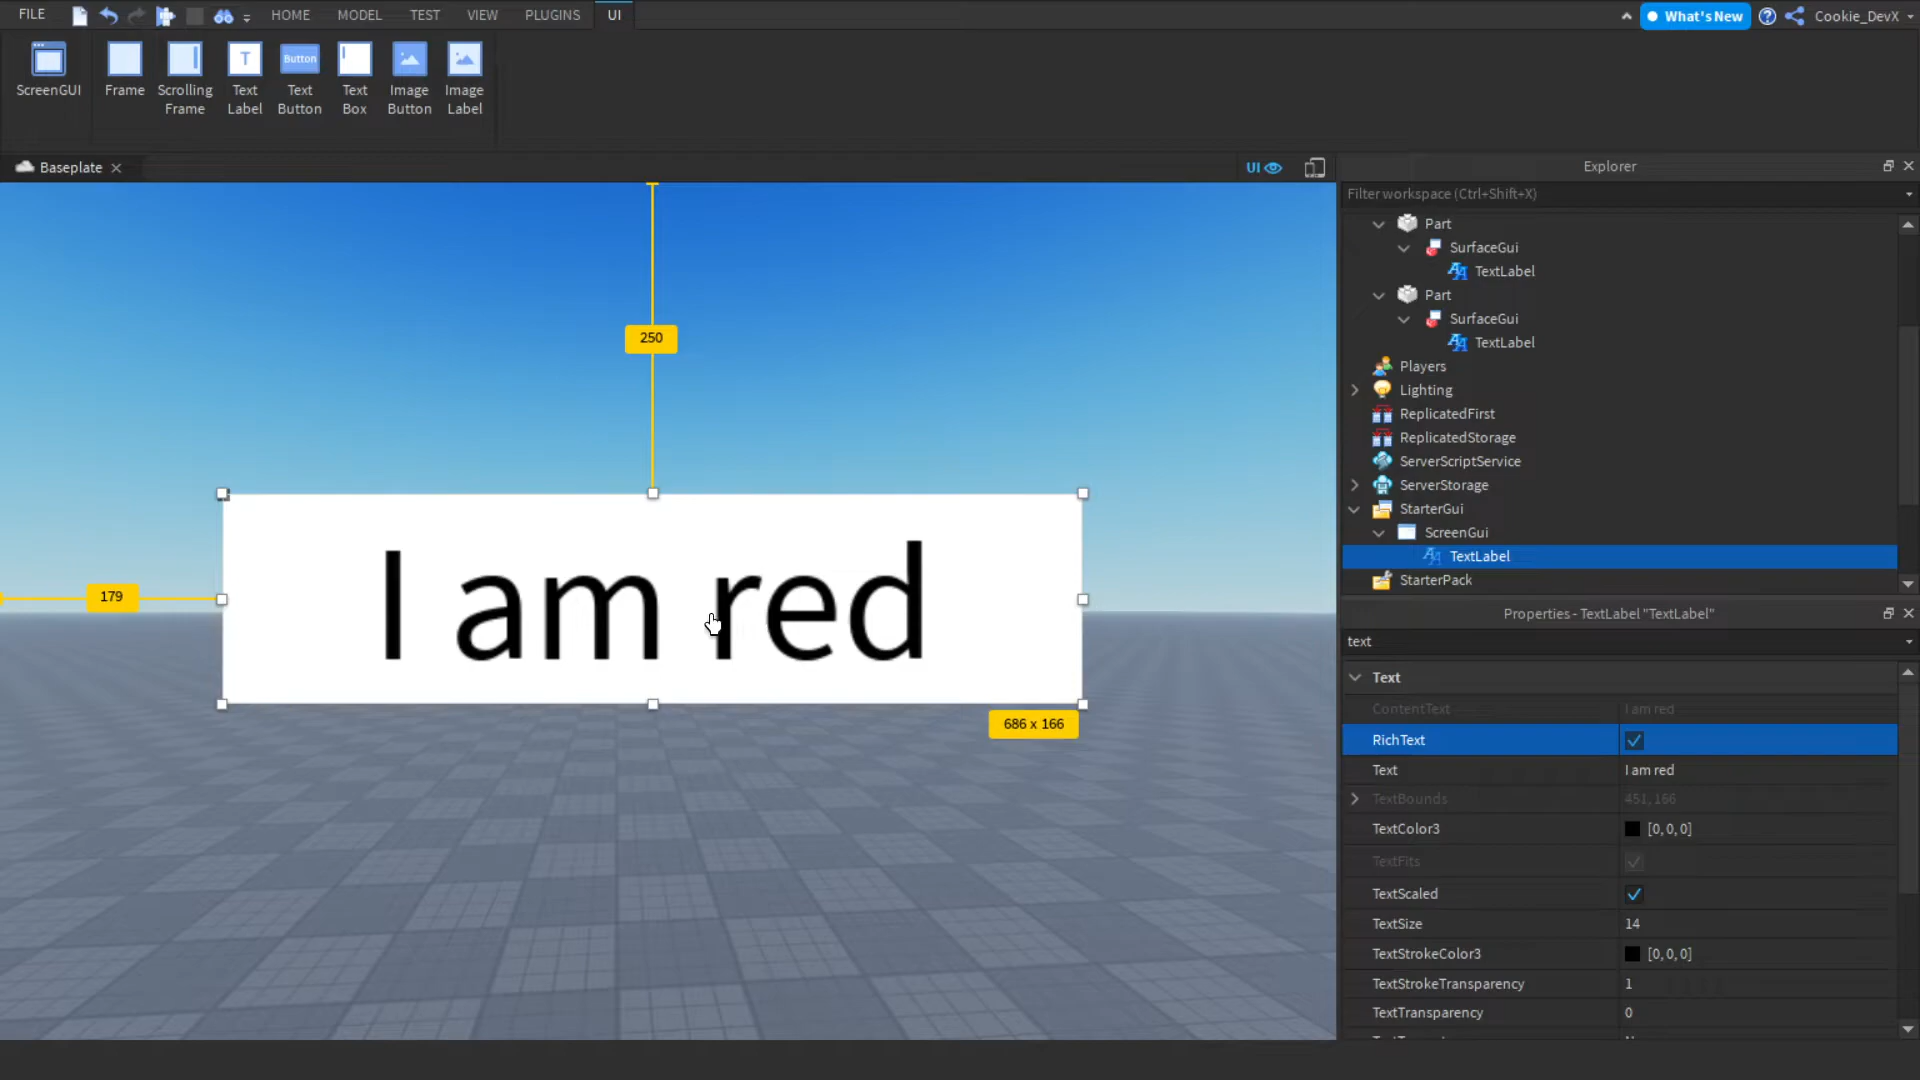 FILE
HOME
MODEL
TEST
VIEW
PLUGINS
UI
What's New
Cookie_DevX
ScreenGUI
Frame
Scrolling
Frame
T
Text
Label
Button
Text
Button
Text
Box
Image
Button
Image
Label
Baseplate
UI
250
179
I am red
686 x 166
Explorer
Filter workspace (Ctrl+Shift+X)
Part
SurfaceGui
TextLabel
Part
SurfaceGui
TextLabel
Players
Lighting
ReplicatedFirst
ReplicatedStorage
ServerScriptService
ServerStorage
StarterGui
ScreenGui
TextLabel
StarterPack
Properties - TextLabel "TextLabel"
text
Text
ContentText I am red
RichText
Text I am red
TextBounds 451, 166
TextColor3 [0, 0, 0]
TextFits
TextScaled
TextSize 14
TextStrokeColor3 [0, 0, 0]
TextStrokeTransparency 1
TextTransparency 0